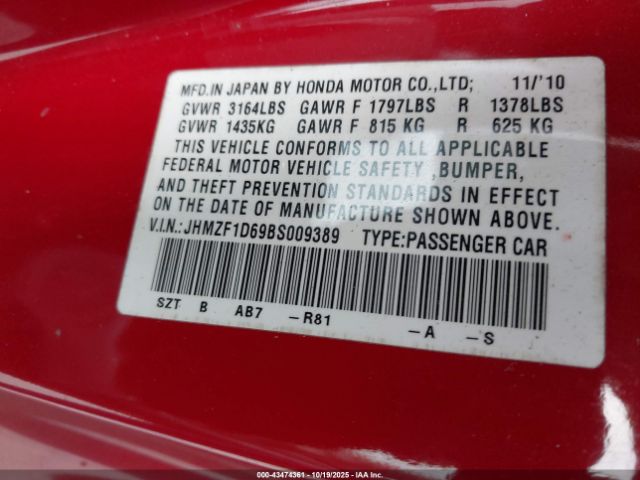 MFD.IN JAPAN BY HONDA MOTOR CO.,LTD; 11/'10
GVWR 3164LBS GAWR F 1797LBS R 1378LBS
GVWR 1435KG GAWR F 815 KG R 625 KG
THIS VEHICLE CONFORMS TO ALL APPLICABLE
FEDERAL MOTOR VEHICLE SAFETY ,BUMPER,
AND THEFT PREVENTION STANDARDS IN EFFECT
ON THE DATE OF MANUFACTURE SHOWN ABOVE.
V.I.N.: JHMZF1D69BS009389 TYPE:PASSENGER CAR
SZT B AB7 -R81 -A -S
000-43474361 - 10/19/2025 - IAAI.com